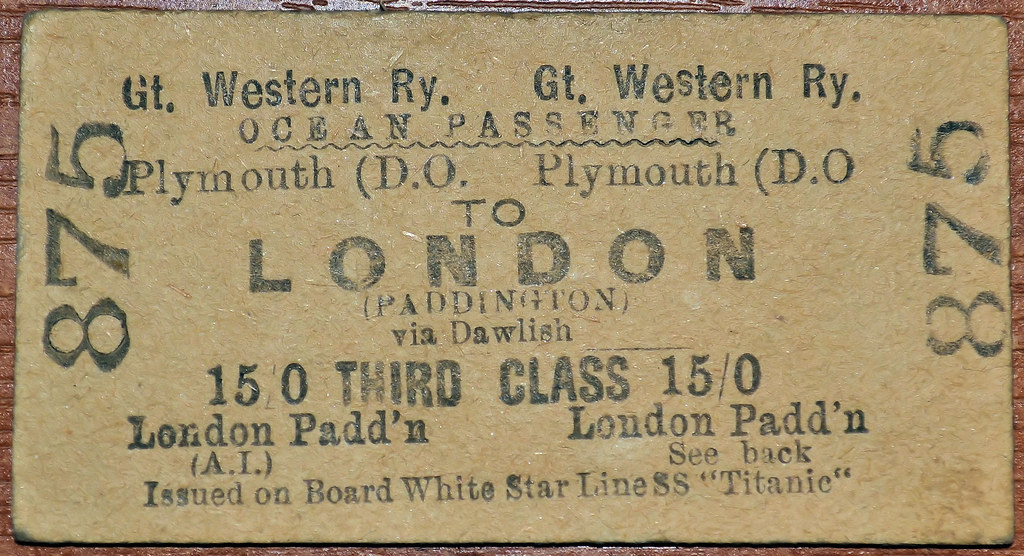 Gt. Western Ry. Gt. Western Ry.
OCEAN PASSENGER
Plymouth (D.O. Plymouth (D.O
TO
LONDON
(PADDINGTON)
via Dawlish
15/0 THIRD CLASS 15/0
London Padd'n London Padd'n
(A.I.) See back
Issued on Board White Star Line SS "Titanic“
875
875